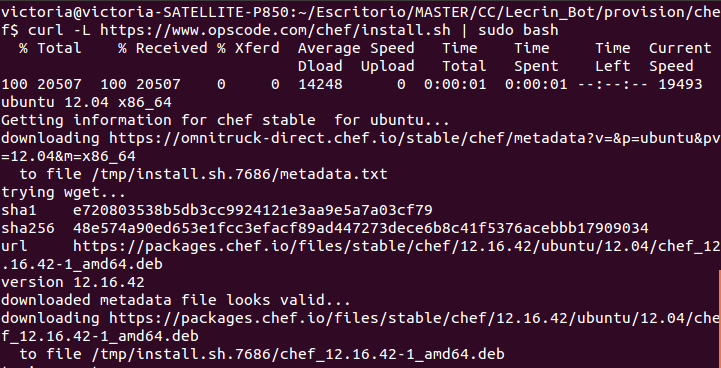 victoria@victoria-SATELLITE-P850:~/Escritorio/MASTER/CC/Lecrin_Bot/provision/che
f$ curl -L https://www.opscode.com/chef/install.sh | sudo bash
  % Total    % Received % Xferd  Average Speed   Time    Time     Time  Current
                                 Dload  Upload   Total   Spent    Left  Speed
100 20507  100 20507    0     0  14248      0  0:00:01  0:00:01 --:--:-- 19493
ubuntu 12.04 x86_64
Getting information for chef stable  for ubuntu...
downloading https://omnitruck-direct.chef.io/stable/chef/metadata?v=&p=ubuntu&pv
=12.04&m=x86_64
  to file /tmp/install.sh.7686/metadata.txt
trying wget...
sha1    e720803538b5db3cc9924121e3aa9e5a7a03cf79
sha256  48e574a90ed653e1fcc3efacf89ad447273dece6b8c41f5376acebbb17909034
url     https://packages.chef.io/files/stable/chef/12.16.42/ubuntu/12.04/chef_12
.16.42-1_amd64.deb
version 12.16.42
downloaded metadata file looks valid...
downloading https://packages.chef.io/files/stable/chef/12.16.42/ubuntu/12.04/che
f_12.16.42-1_amd64.deb
  to file /tmp/install.sh.7686/chef_12.16.42-1_amd64.deb